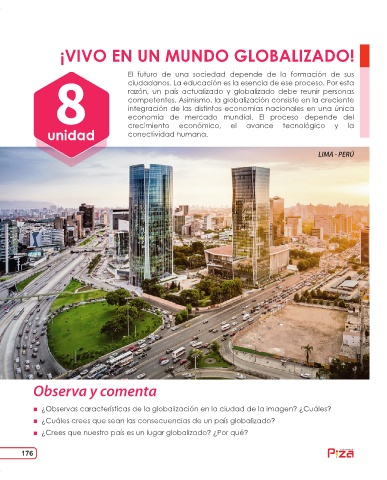 ¡VIVO EN UN MUNDO GLOBALIZADO!
8
unidad
El futuro de una sociedad depende de la formación de sus
ciudadanos. La educación es la esencia de ese proceso. Por esta
razón, un país actualizado y globalizado debe reunir personas
competentes. Asimismo, la globalización consiste en la creciente
integración de las distintas economías nacionales en una única
economía de mercado mundial. El proceso depende del
crecimiento económico, el avance tecnológico y la
conectividad humana.
LIMA - PERÚ
Observa y comenta
¿Observas características de la globalización en la ciudad de la imagen? ¿Cuáles?
¿Cuáles crees que sean las consecuencias de un país globalizado?
¿Crees que nuestro país es un lugar globalizado? ¿Por qué?
176